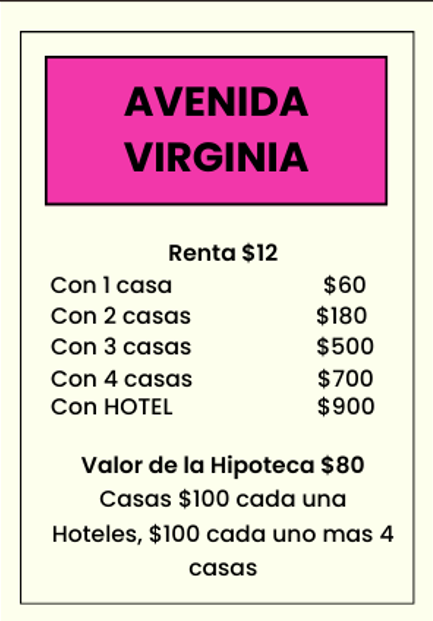 AVENIDA
VIRGINIA
Renta $12
Con 1 casa $60
Con 2 casas $180
Con 3 casas $500
Con 4 casas $700
Con HOTEL $900
Valor de la Hipoteca $80
Casas $100 cada una
Hoteles, $100 cada uno mas 4
casas